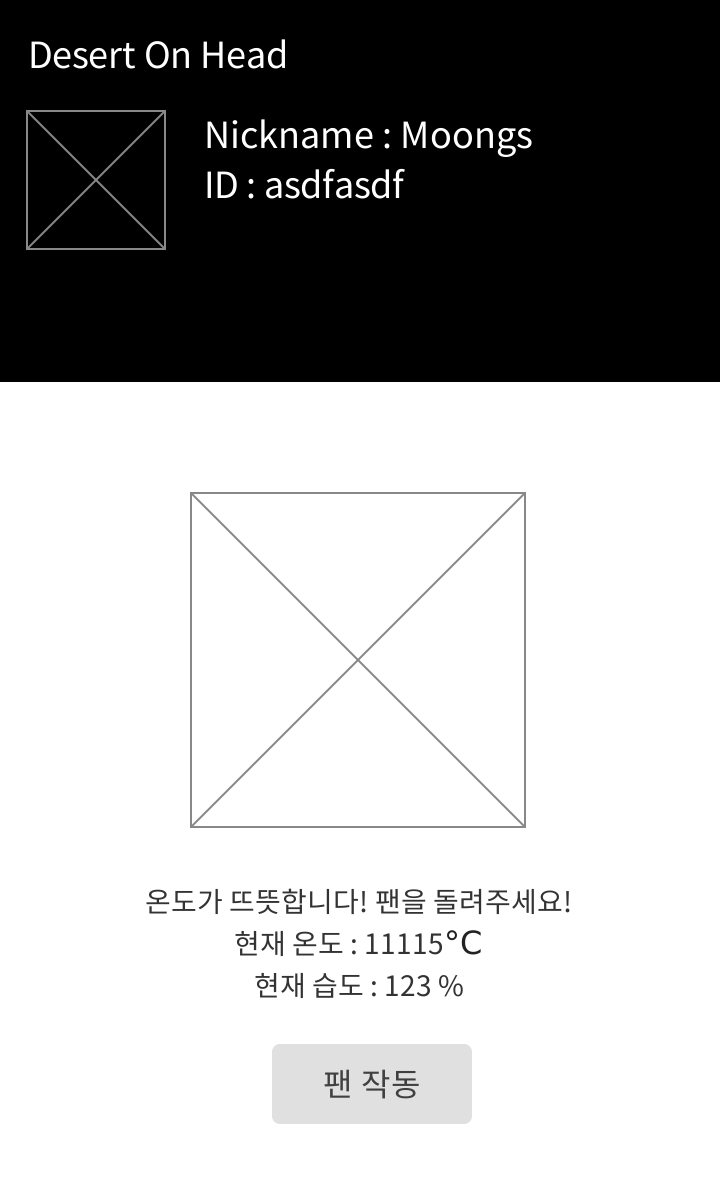 Desert On Head
Nickname : Moongs
ID : asdfasdf
온도가 뜨뜻합니다! 팬을 돌려주세요!
현재 온도 : 11115℃
현재 습도 : 123 %
팬 작동